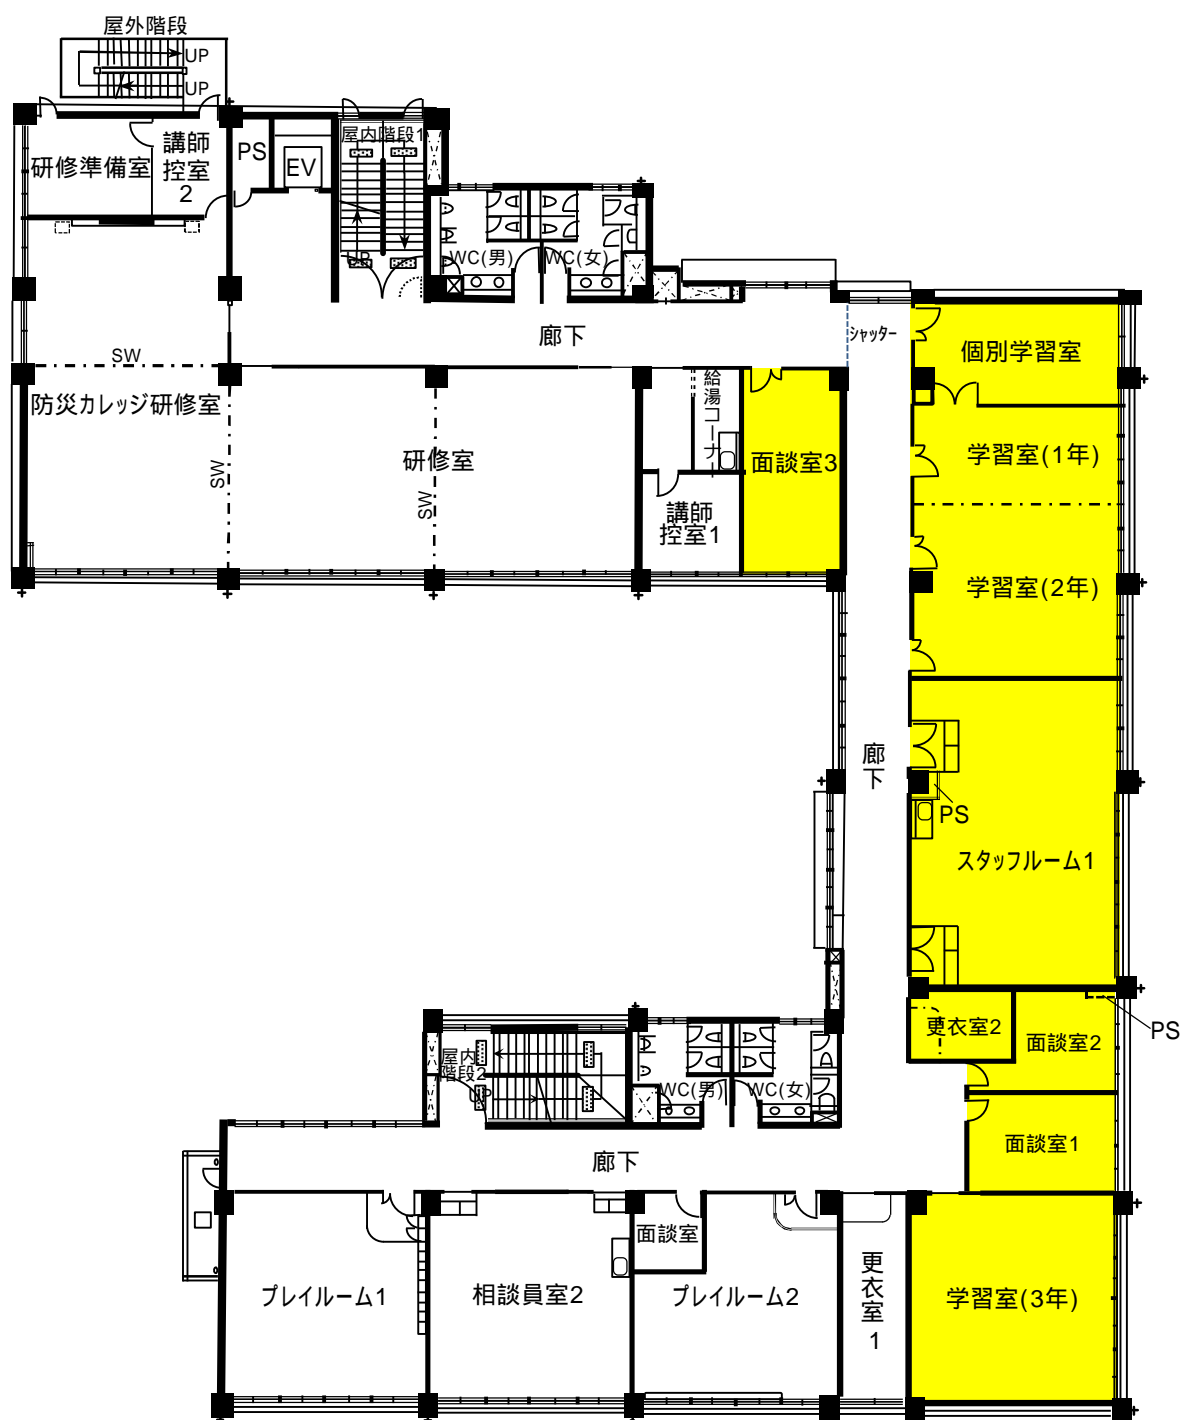 屋外階段
UP
UP
研修準備室
講師
控室
2
PS
EV
屋内階段1
UP
WC(男)
WC(女)
廊下
シャッター
SW
防災カレッジ研修室
SW
研修室
SW
給湯コーナー
講師
控室1
面談室3
個別学習室
学習室(1年)
学習室(2年)
廊下
PS
スタッフルーム1
更衣室2
面談室2
PS
面談室1
屋内
階段2
UP
WC(男)
WC(女)
廊下
プレイルーム1
相談員室2
面談室
プレイルーム2
更衣室1
学習室(3年)